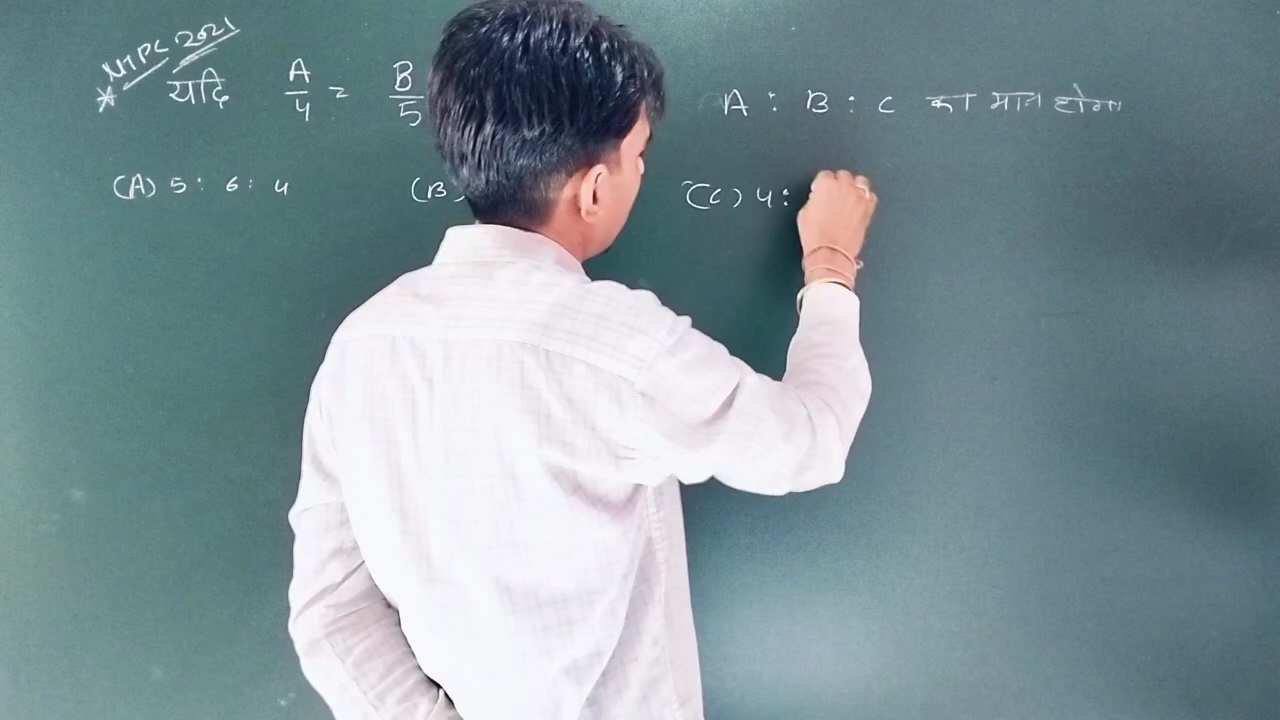 NTPC 2021
* यदि A/4 = B/5 A : B : C का मान होगा
(A) 5 : 6 : 4 (B) (C) 4 :